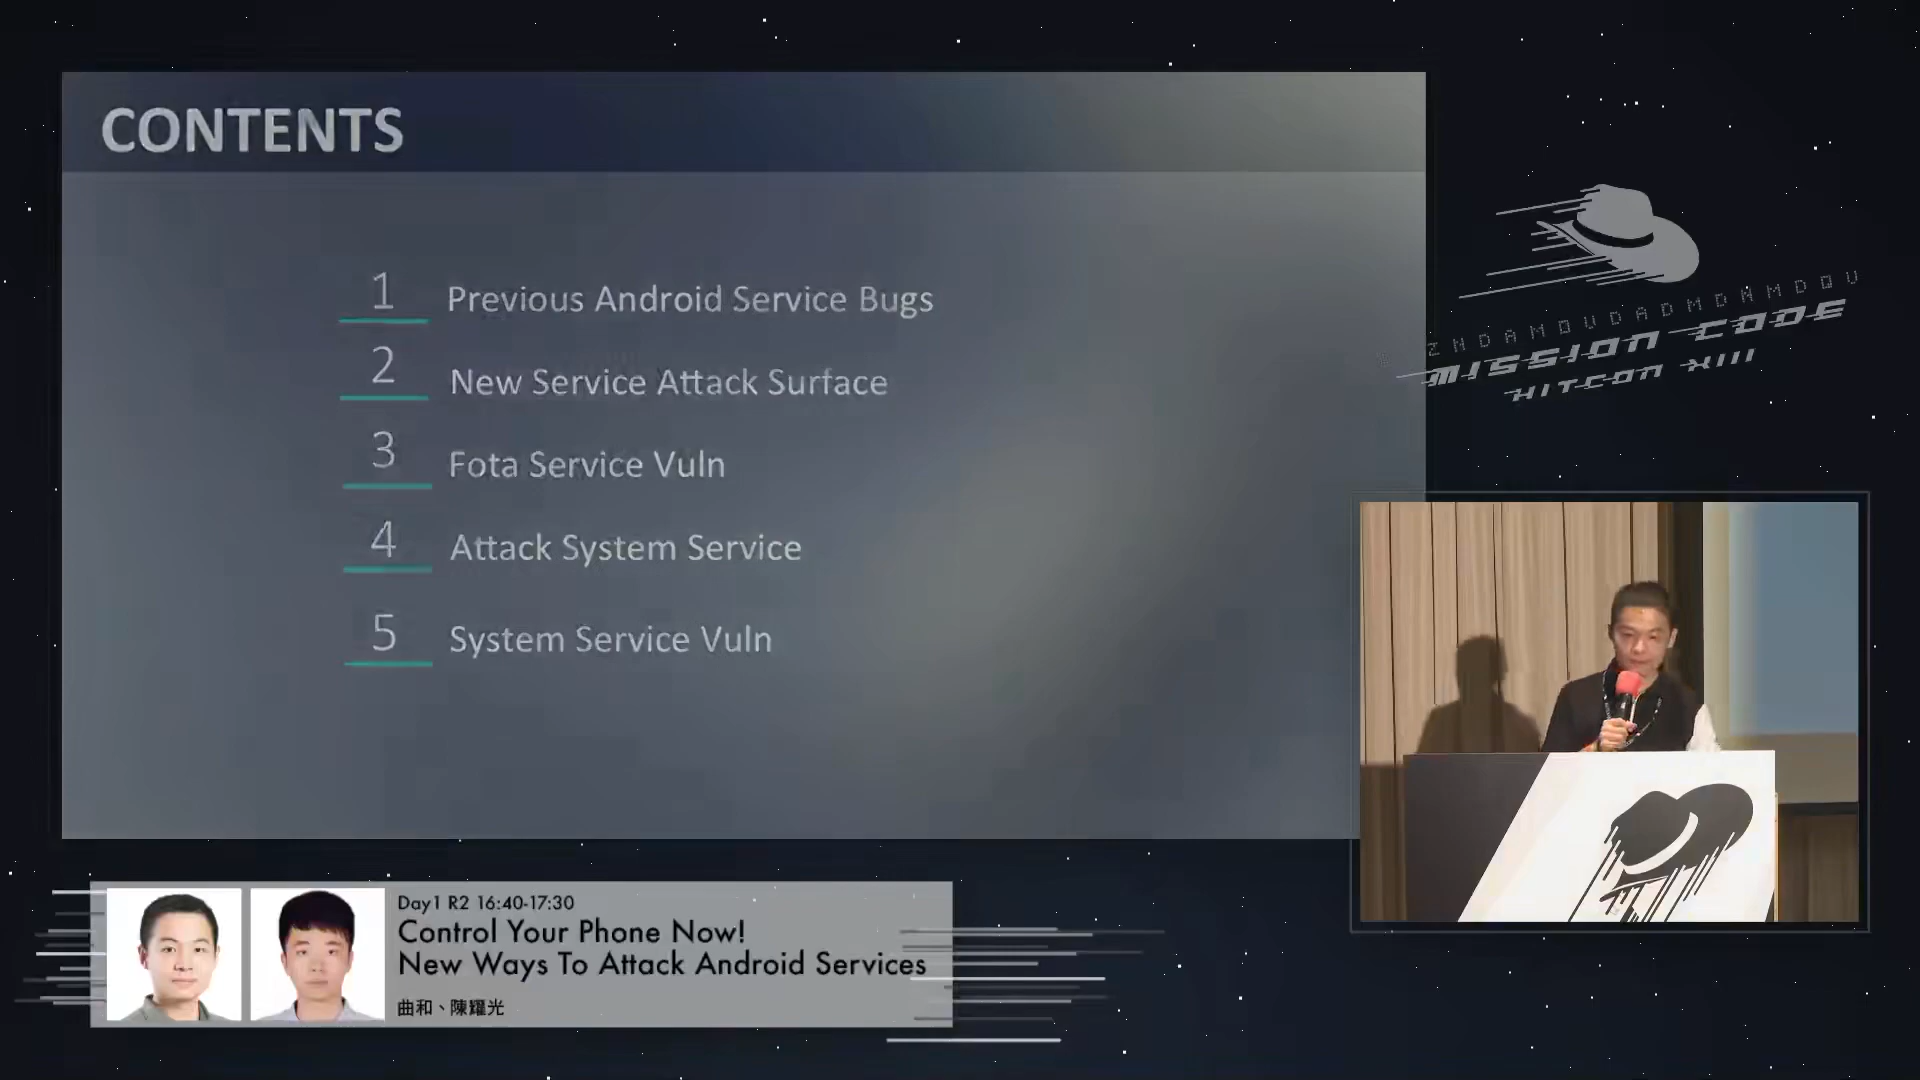 CONTENTS
1 Previous Android Service Bugs
2 New Service Attack Surface
3 Fota Service Vuln
4 Attack System Service
5 System Service Vuln
ZNDAMOVDADMDNMDQU
MISSION CODE
HITCON XIII
Day1 R2 16:40-17:30
Control Your Phone Now!
New Ways To Attack Android Services
曲和、陳耀光